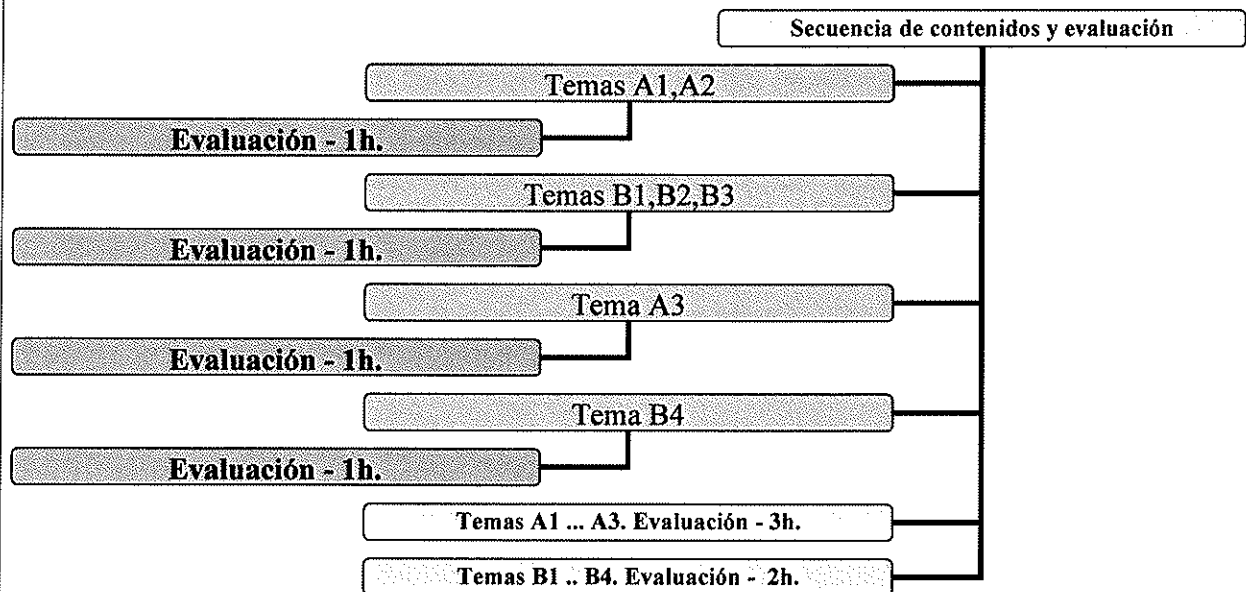 Secuencia de contenidos y evaluación
Temas A1,A2
Evaluación - 1h.
Temas B1,B2,B3
Evaluación - 1h.
Tema A3
Evaluación - 1h.
Tema B4
Evaluación - 1h.
Temas A1 ... A3. Evaluación - 3h.
Temas B1 .. B4. Evaluación - 2h.